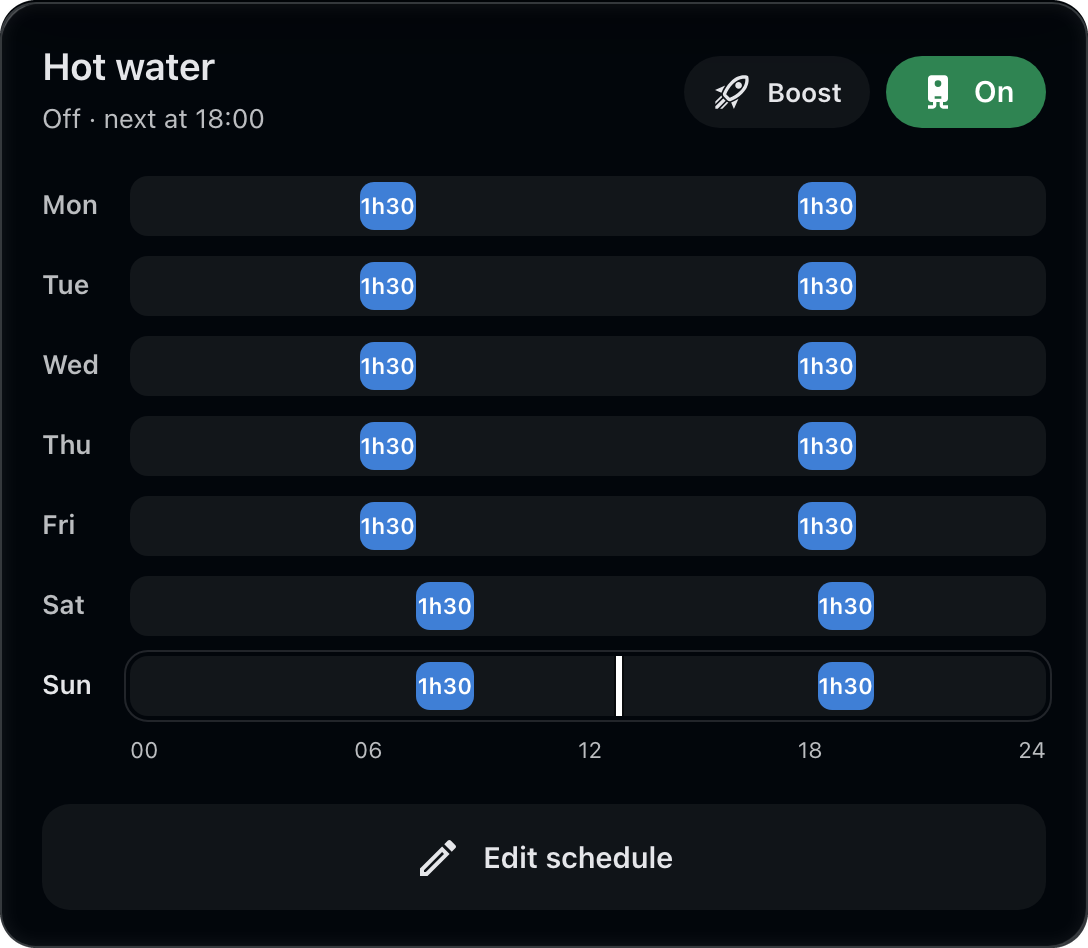 Hot water
Off · next at 18:00
Boost
On
Mon 1h30 1h30
Tue 1h30 1h30
Wed 1h30 1h30
Thu 1h30 1h30
Fri 1h30 1h30
Sat 1h30 1h30
Sun 1h30 1h30
00 06 12 18 24
Edit schedule